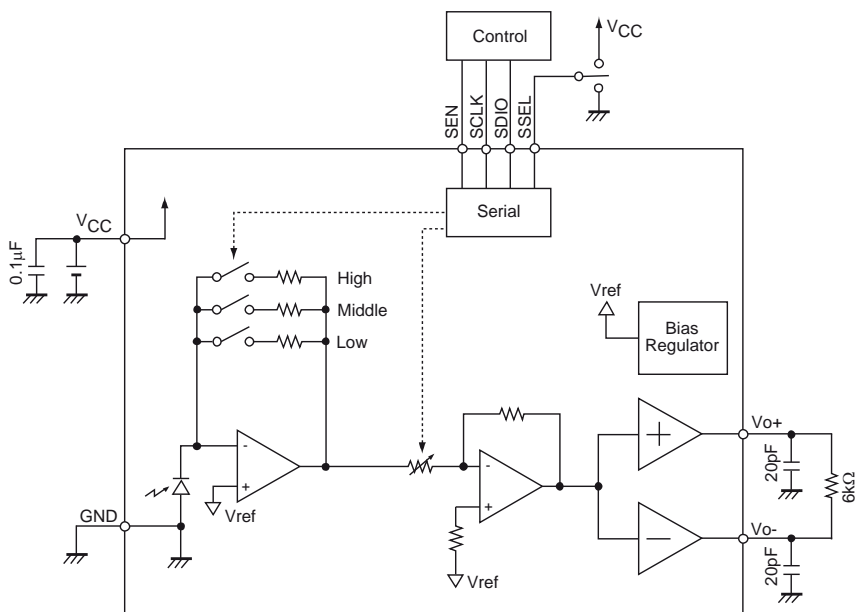 Control
VCC
SEN
SCLK
SDIO
SSEL
Serial
VCC
0.1μF
High
Middle
Low
Vref
Bias
Regulator
-
+
Vref
GND
-
+
Vref
Vo+
20pF
6kΩ
Vo-
20pF